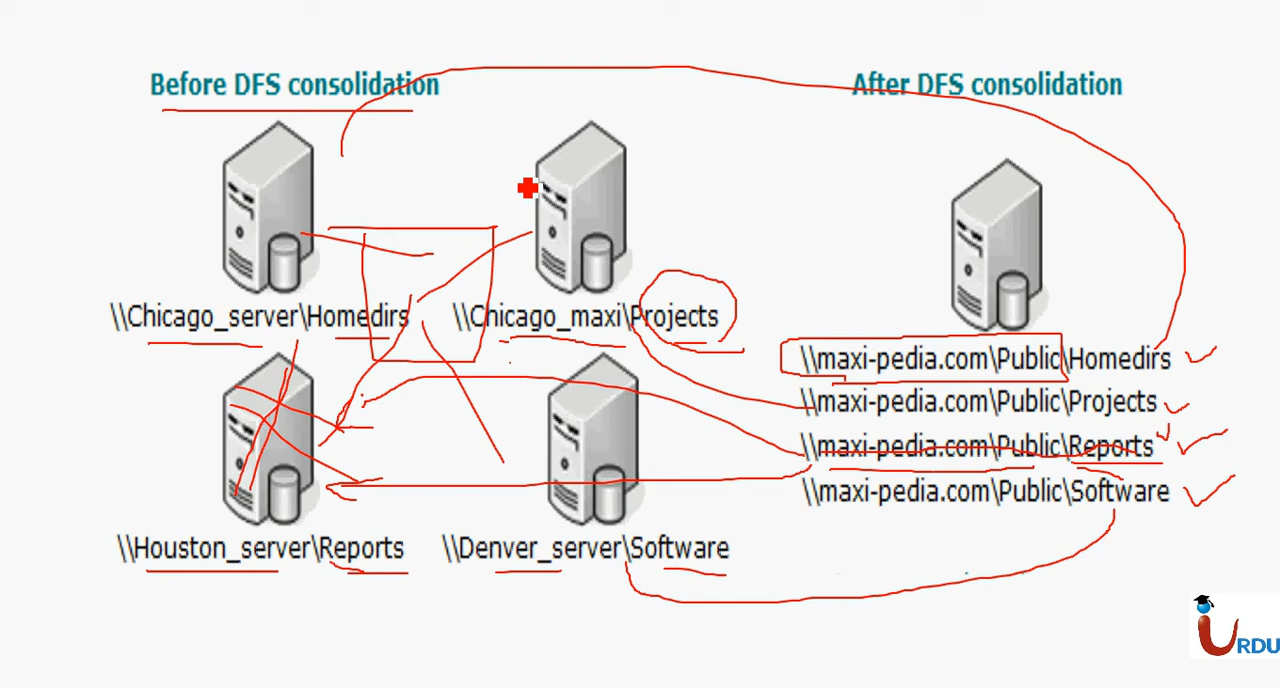 Before DFS consolidation
After DFS consolidation
\\Chicago_server\Homedirs
\\Chicago_maxi\Projects
\\Houston_server\Reports
\\Denver_server\Software
\\maxi-pedia.com\Public\Homedirs
\\maxi-pedia.com\Public\Projects
\\maxi-pedia.com\Public\Reports
\\maxi-pedia.com\Public\Software
iURDU